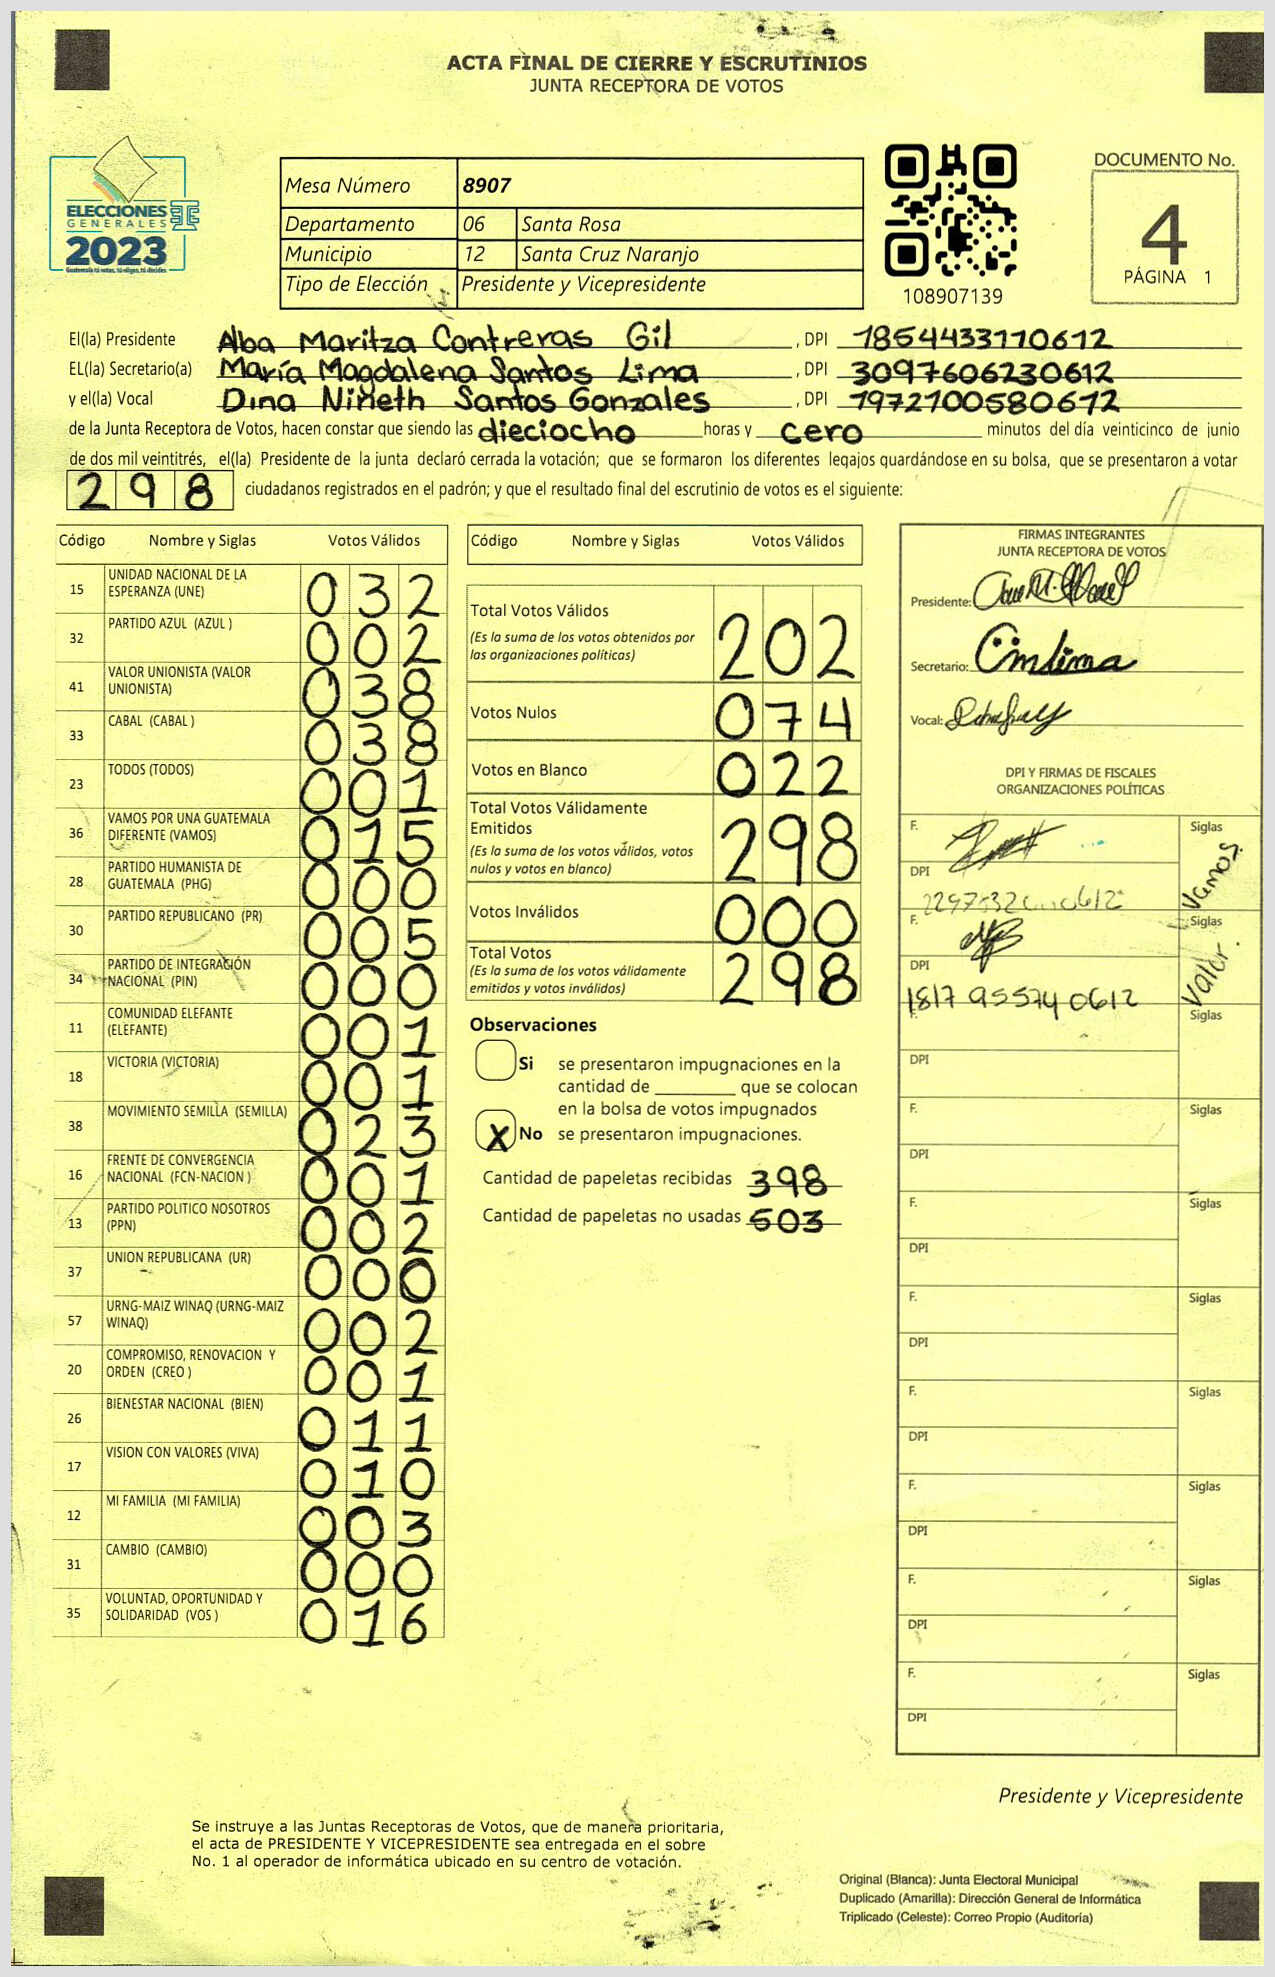 ACTA FINAL DE CIERRE Y ESCRUTINIOS
JUNTA RECEPTORA DE VOTOS
ELECCIONES
GENERALES
2023
Guatemala tú votas, tú eliges, tú decides
Mesa Número 8907
Departamento 06 Santa Rosa
Municipio 12 Santa Cruz Naranjo
Tipo de Elección Presidente y Vicepresidente
108907139
DOCUMENTO No.
4
PÁGINA 1
El(la) Presidente Alba Maritza Contreras Gil , DPI 1854433110612
EL(la) Secretario(a) María Magdalena Santos Lima , DPI 3097606230612
y el(la) Vocal Dina Nineth Santos Gonzales , DPI 1972100580612
de la Junta Receptora de Votos, hacen constar que siendo las dieciocho horas y cero minutos del día veinticinco de junio
de dos mil veintitrés, el(la) Presidente de la junta declaró cerrada la votación; que se formaron los diferentes legajos guardándose en su bolsa, que se presentaron a votar
298 ciudadanos registrados en el padrón; y que el resultado final del escrutinio de votos es el siguiente:
Código Nombre y Siglas Votos Válidos
15 UNIDAD NACIONAL DE LA ESPERANZA (UNE) 032
32 PARTIDO AZUL (AZUL ) 002
41 VALOR UNIONISTA (VALOR UNIONISTA) 038
33 CABAL (CABAL ) 038
23 TODOS (TODOS) 001
36 VAMOS POR UNA GUATEMALA DIFERENTE (VAMOS) 015
28 PARTIDO HUMANISTA DE GUATEMALA (PHG) 000
30 PARTIDO REPUBLICANO (PR) 005
34 PARTIDO DE INTEGRACIÓN NACIONAL (PIN) 000
11 COMUNIDAD ELEFANTE (ELEFANTE) 001
18 VICTORIA (VICTORIA) 001
38 MOVIMIENTO SEMILLA (SEMILLA) 023
16 FRENTE DE CONVERGENCIA NACIONAL (FCN-NACION ) 001
13 PARTIDO POLITICO NOSOTROS (PPN) 002
37 UNION REPUBLICANA (UR) 000
57 URNG-MAIZ WINAQ (URNG-MAIZ WINAQ) 002
20 COMPROMISO, RENOVACION Y ORDEN (CREO ) 001
26 BIENESTAR NACIONAL (BIEN) 011
17 VISION CON VALORES (VIVA) 010
12 MI FAMILIA (MI FAMILIA) 003
31 CAMBIO (CAMBIO) 000
35 VOLUNTAD, OPORTUNIDAD Y SOLIDARIDAD (VOS ) 016
Código Nombre y Siglas Votos Válidos
Total Votos Válidos 202
(Es la suma de los votos obtenidos por
las organizaciones políticas)
Votos Nulos 074
Votos en Blanco 022
Total Votos Válidamente
Emitidos 298
(Es la suma de los votos válidos, votos
nulos y votos en blanco)
Votos Inválidos 000
Total Votos 298
(Es la suma de los votos válidamente
emitidos y votos inválidos)
Observaciones
Si se presentaron impugnaciones en la
cantidad de ________ que se colocan
en la bolsa de votos impugnados
X No se presentaron impugnaciones.
Cantidad de papeletas recibidas 398
Cantidad de papeletas no usadas 503
FIRMAS INTEGRANTES
JUNTA RECEPTORA DE VOTOS
Presidente:
Secretario:
Vocal:
DPI Y FIRMAS DE FISCALES
ORGANIZACIONES POLÍTICAS
F. Siglas Vamos
DPI
F. Siglas Valor.
DPI 1817 95574 0612
F. Siglas
DPI
F. Siglas
DPI
F. Siglas
DPI
F. Siglas
DPI
F. Siglas
DPI
F. Siglas
DPI
F. Siglas
DPI
F. Siglas
DPI
Presidente y Vicepresidente
Se instruye a las Juntas Receptoras de Votos, que de manera prioritaria,
el acta de PRESIDENTE Y VICEPRESIDENTE sea entregada en el sobre
No. 1 al operador de informática ubicado en su centro de votación.
Original (Blanca): Junta Electoral Municipal
Duplicado (Amarilla): Dirección General de Informática
Triplicado (Celeste): Correo Propio (Auditoría)